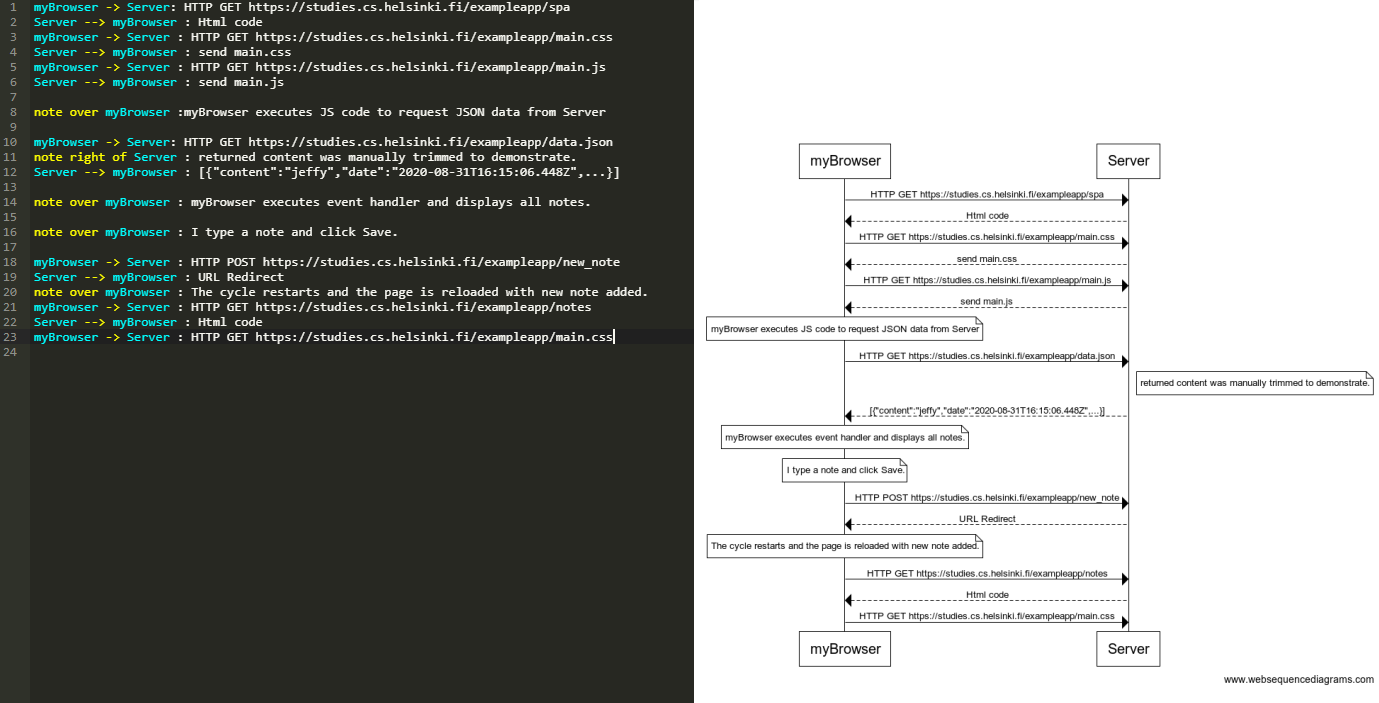 1 myBrowser -> Server: HTTP GET https://studies.cs.helsinki.fi/exampleapp/spa
2 Server --> myBrowser : Html code
3 myBrowser -> Server : HTTP GET https://studies.cs.helsinki.fi/exampleapp/main.css
4 Server --> myBrowser : send main.css
5 myBrowser -> Server : HTTP GET https://studies.cs.helsinki.fi/exampleapp/main.js
6 Server --> myBrowser : send main.js
7
8 note over myBrowser :myBrowser executes JS code to request JSON data from Server
9
10 myBrowser -> Server: HTTP GET https://studies.cs.helsinki.fi/exampleapp/data.json
11 note right of Server : returned content was manually trimmed to demonstrate.
12 Server --> myBrowser : [{"content":"jeffy","date":"2020-08-31T16:15:06.448Z",...}]
13
14 note over myBrowser : myBrowser executes event handler and displays all notes.
15
16 note over myBrowser : I type a note and click Save.
17
18 myBrowser -> Server : HTTP POST https://studies.cs.helsinki.fi/exampleapp/new_note
19 Server --> myBrowser : URL Redirect
20 note over myBrowser : The cycle restarts and the page is reloaded with new note added.
21 myBrowser -> Server : HTTP GET https://studies.cs.helsinki.fi/exampleapp/notes
22 Server --> myBrowser : Html code
23 myBrowser -> Server : HTTP GET https://studies.cs.helsinki.fi/exampleapp/main.css
24
myBrowser Server
HTTP GET https://studies.cs.helsinki.fi/exampleapp/spa
Html code
HTTP GET https://studies.cs.helsinki.fi/exampleapp/main.css
send main.css
HTTP GET https://studies.cs.helsinki.fi/exampleapp/main.js
send main.js
myBrowser executes JS code to request JSON data from Server
HTTP GET https://studies.cs.helsinki.fi/exampleapp/data.json
returned content was manually trimmed to demonstrate.
[{"content":"jeffy","date":"2020-08-31T16:15:06.448Z",...}]
myBrowser executes event handler and displays all notes.
I type a note and click Save.
HTTP POST https://studies.cs.helsinki.fi/exampleapp/new_note
URL Redirect
The cycle restarts and the page is reloaded with new note added.
HTTP GET https://studies.cs.helsinki.fi/exampleapp/notes
Html code
HTTP GET https://studies.cs.helsinki.fi/exampleapp/main.css
myBrowser Server
www.websequencediagrams.com